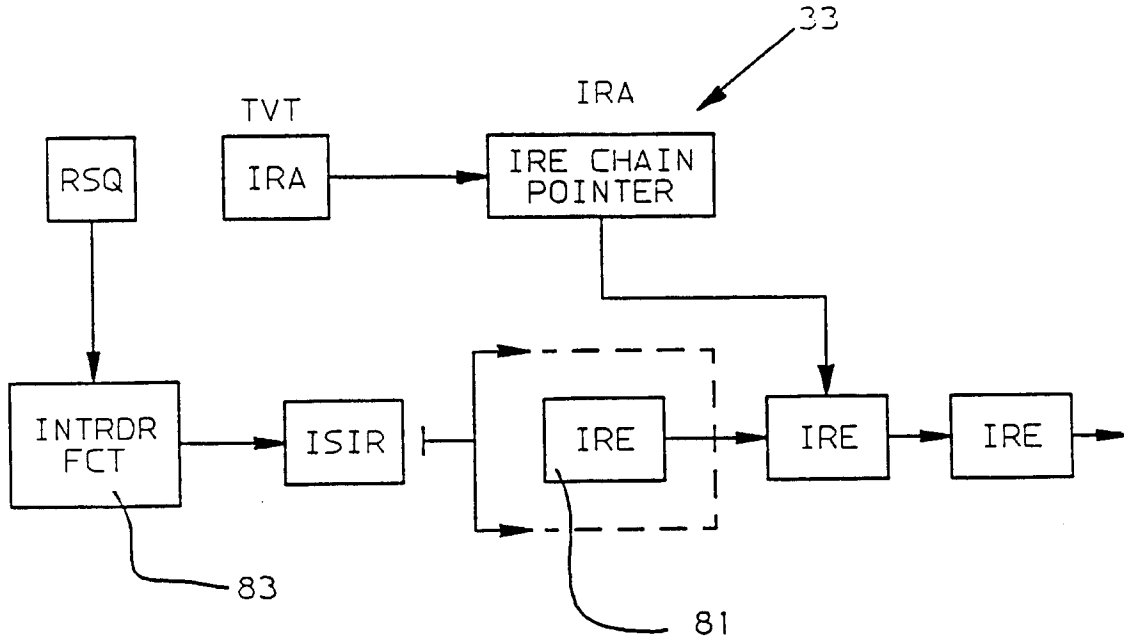 33
TVT
IRA
RSQ
IRA
IRE CHAIN
POINTER
INTRDR
FCT
ISIR
IRE
IRE
IRE
83
81